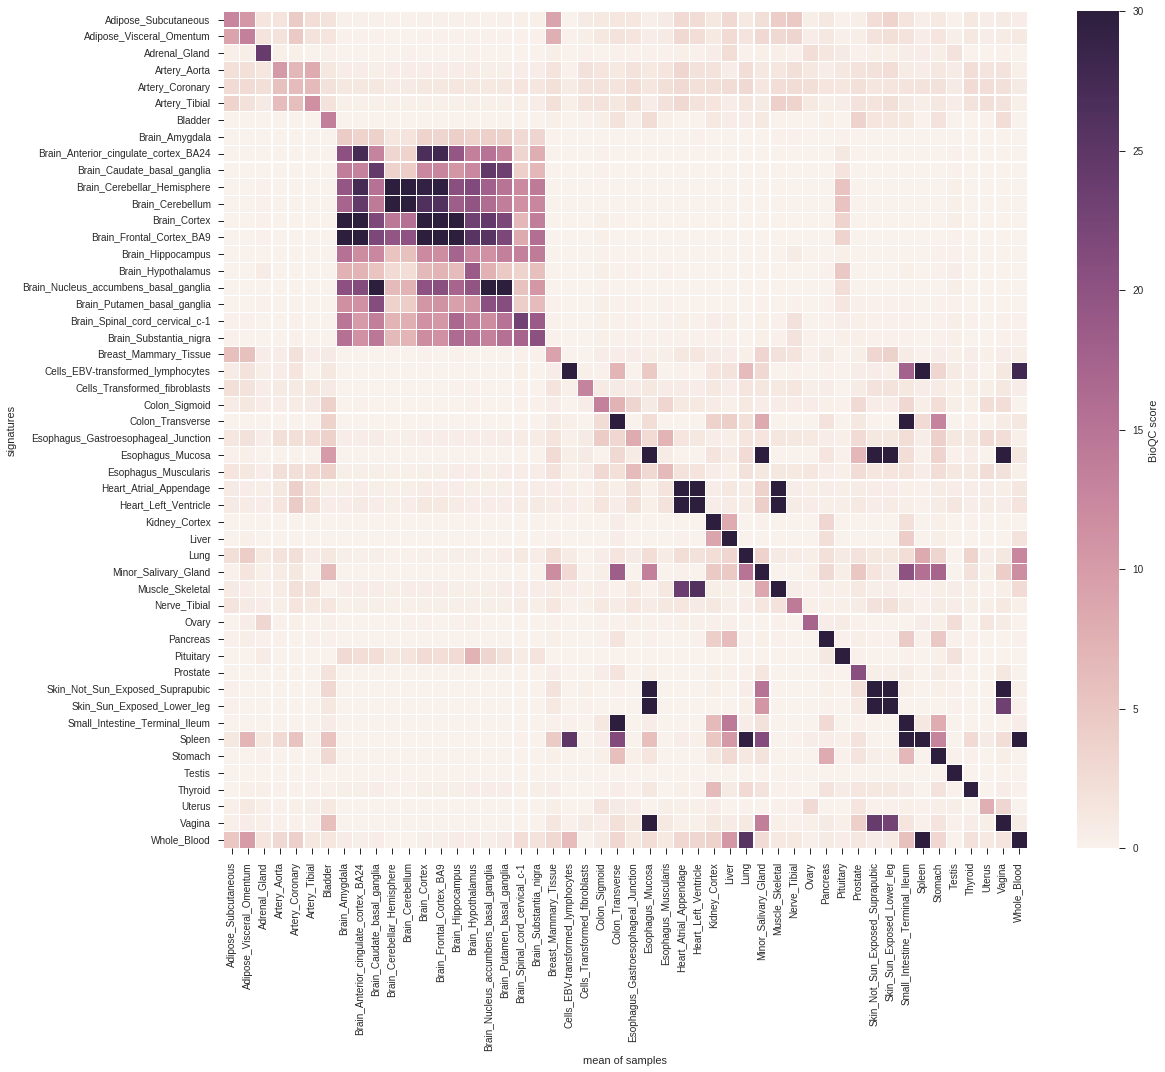 signatures
Adipose_Subcutaneous
Adipose_Visceral_Omentum
Adrenal_Gland
Artery_Aorta
Artery_Coronary
Artery_Tibial
Bladder
Brain_Amygdala
Brain_Anterior_cingulate_cortex_BA24
Brain_Caudate_basal_ganglia
Brain_Cerebellar_Hemisphere
Brain_Cerebellum
Brain_Cortex
Brain_Frontal_Cortex_BA9
Brain_Hippocampus
Brain_Hypothalamus
Brain_Nucleus_accumbens_basal_ganglia
Brain_Putamen_basal_ganglia
Brain_Spinal_cord_cervical_c-1
Brain_Substantia_nigra
Breast_Mammary_Tissue
Cells_EBV-transformed_lymphocytes
Cells_Transformed_fibroblasts
Colon_Sigmoid
Colon_Transverse
Esophagus_Gastroesophageal_Junction
Esophagus_Mucosa
Esophagus_Muscularis
Heart_Atrial_Appendage
Heart_Left_Ventricle
Kidney_Cortex
Liver
Lung
Minor_Salivary_Gland
Muscle_Skeletal
Nerve_Tibial
Ovary
Pancreas
Pituitary
Prostate
Skin_Not_Sun_Exposed_Suprapubic
Skin_Sun_Exposed_Lower_leg
Small_Intestine_Terminal_Ileum
Spleen
Stomach
Testis
Thyroid
Uterus
Vagina
Whole_Blood
Adipose_Subcutaneous
Adipose_Visceral_Omentum
Adrenal_Gland
Artery_Aorta
Artery_Coronary
Artery_Tibial
Bladder
Brain_Amygdala
Brain_Anterior_cingulate_cortex_BA24
Brain_Caudate_basal_ganglia
Brain_Cerebellar_Hemisphere
Brain_Cerebellum
Brain_Cortex
Brain_Frontal_Cortex_BA9
Brain_Hippocampus
Brain_Hypothalamus
Brain_Nucleus_accumbens_basal_ganglia
Brain_Putamen_basal_ganglia
Brain_Spinal_cord_cervical_c-1
Brain_Substantia_nigra
Breast_Mammary_Tissue
Cells_EBV-transformed_lymphocytes
Cells_Transformed_fibroblasts
Colon_Sigmoid
Colon_Transverse
Esophagus_Gastroesophageal_Junction
Esophagus_Mucosa
Esophagus_Muscularis
Heart_Atrial_Appendage
Heart_Left_Ventricle
Kidney_Cortex
Liver
Lung
Minor_Salivary_Gland
Muscle_Skeletal
Nerve_Tibial
Ovary
Pancreas
Pituitary
Prostate
Skin_Not_Sun_Exposed_Suprapubic
Skin_Sun_Exposed_Lower_leg
Small_Intestine_Terminal_Ileum
Spleen
Stomach
Testis
Thyroid
Uterus
Vagina
Whole_Blood
mean of samples
30
25
20
15
10
5
0
BioQC score